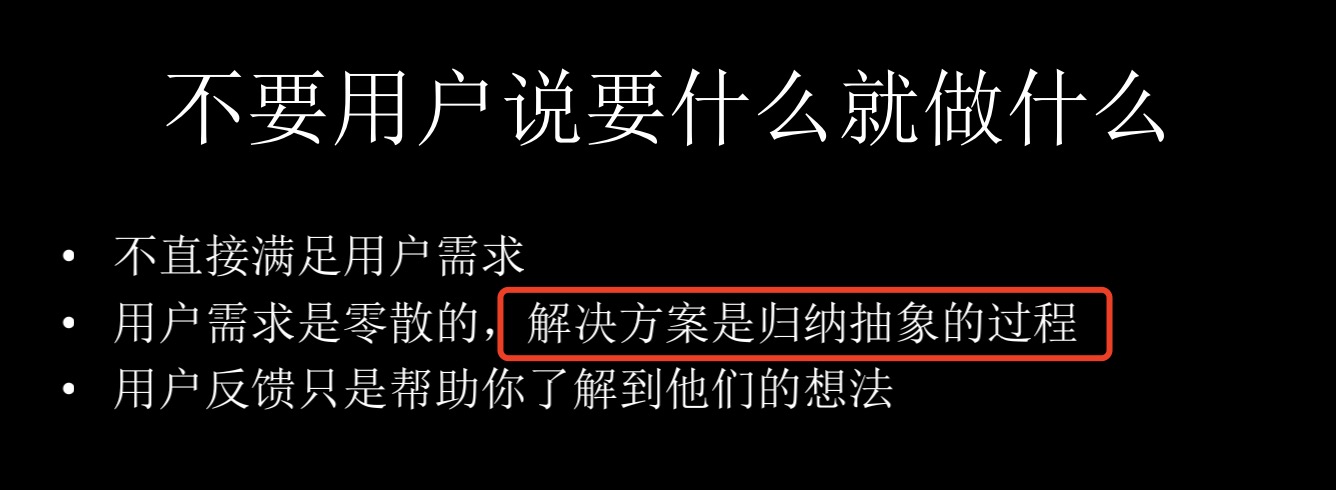 不要用户说要什么就做什么
• 不直接满足用户需求
• 用户需求是零散的，解决方案是归纳抽象的过程
• 用户反馈只是帮助你了解到他们的想法